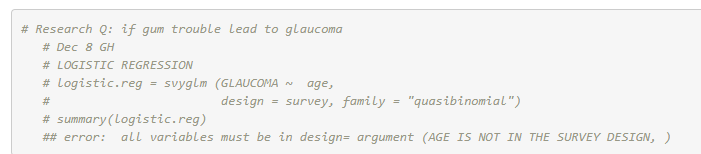 # Research Q: if gum trouble lead to glaucoma
# Dec 8 GH
# LOGISTIC REGRESSION
# logistic.reg = svyglm (GLAUCOMA ~  age,
#                        design = survey, family = "quasibinomial")
# summary(logistic.reg)
## error:  all variables must be in design= argument (AGE IS NOT IN THE SURVEY DESIGN, )